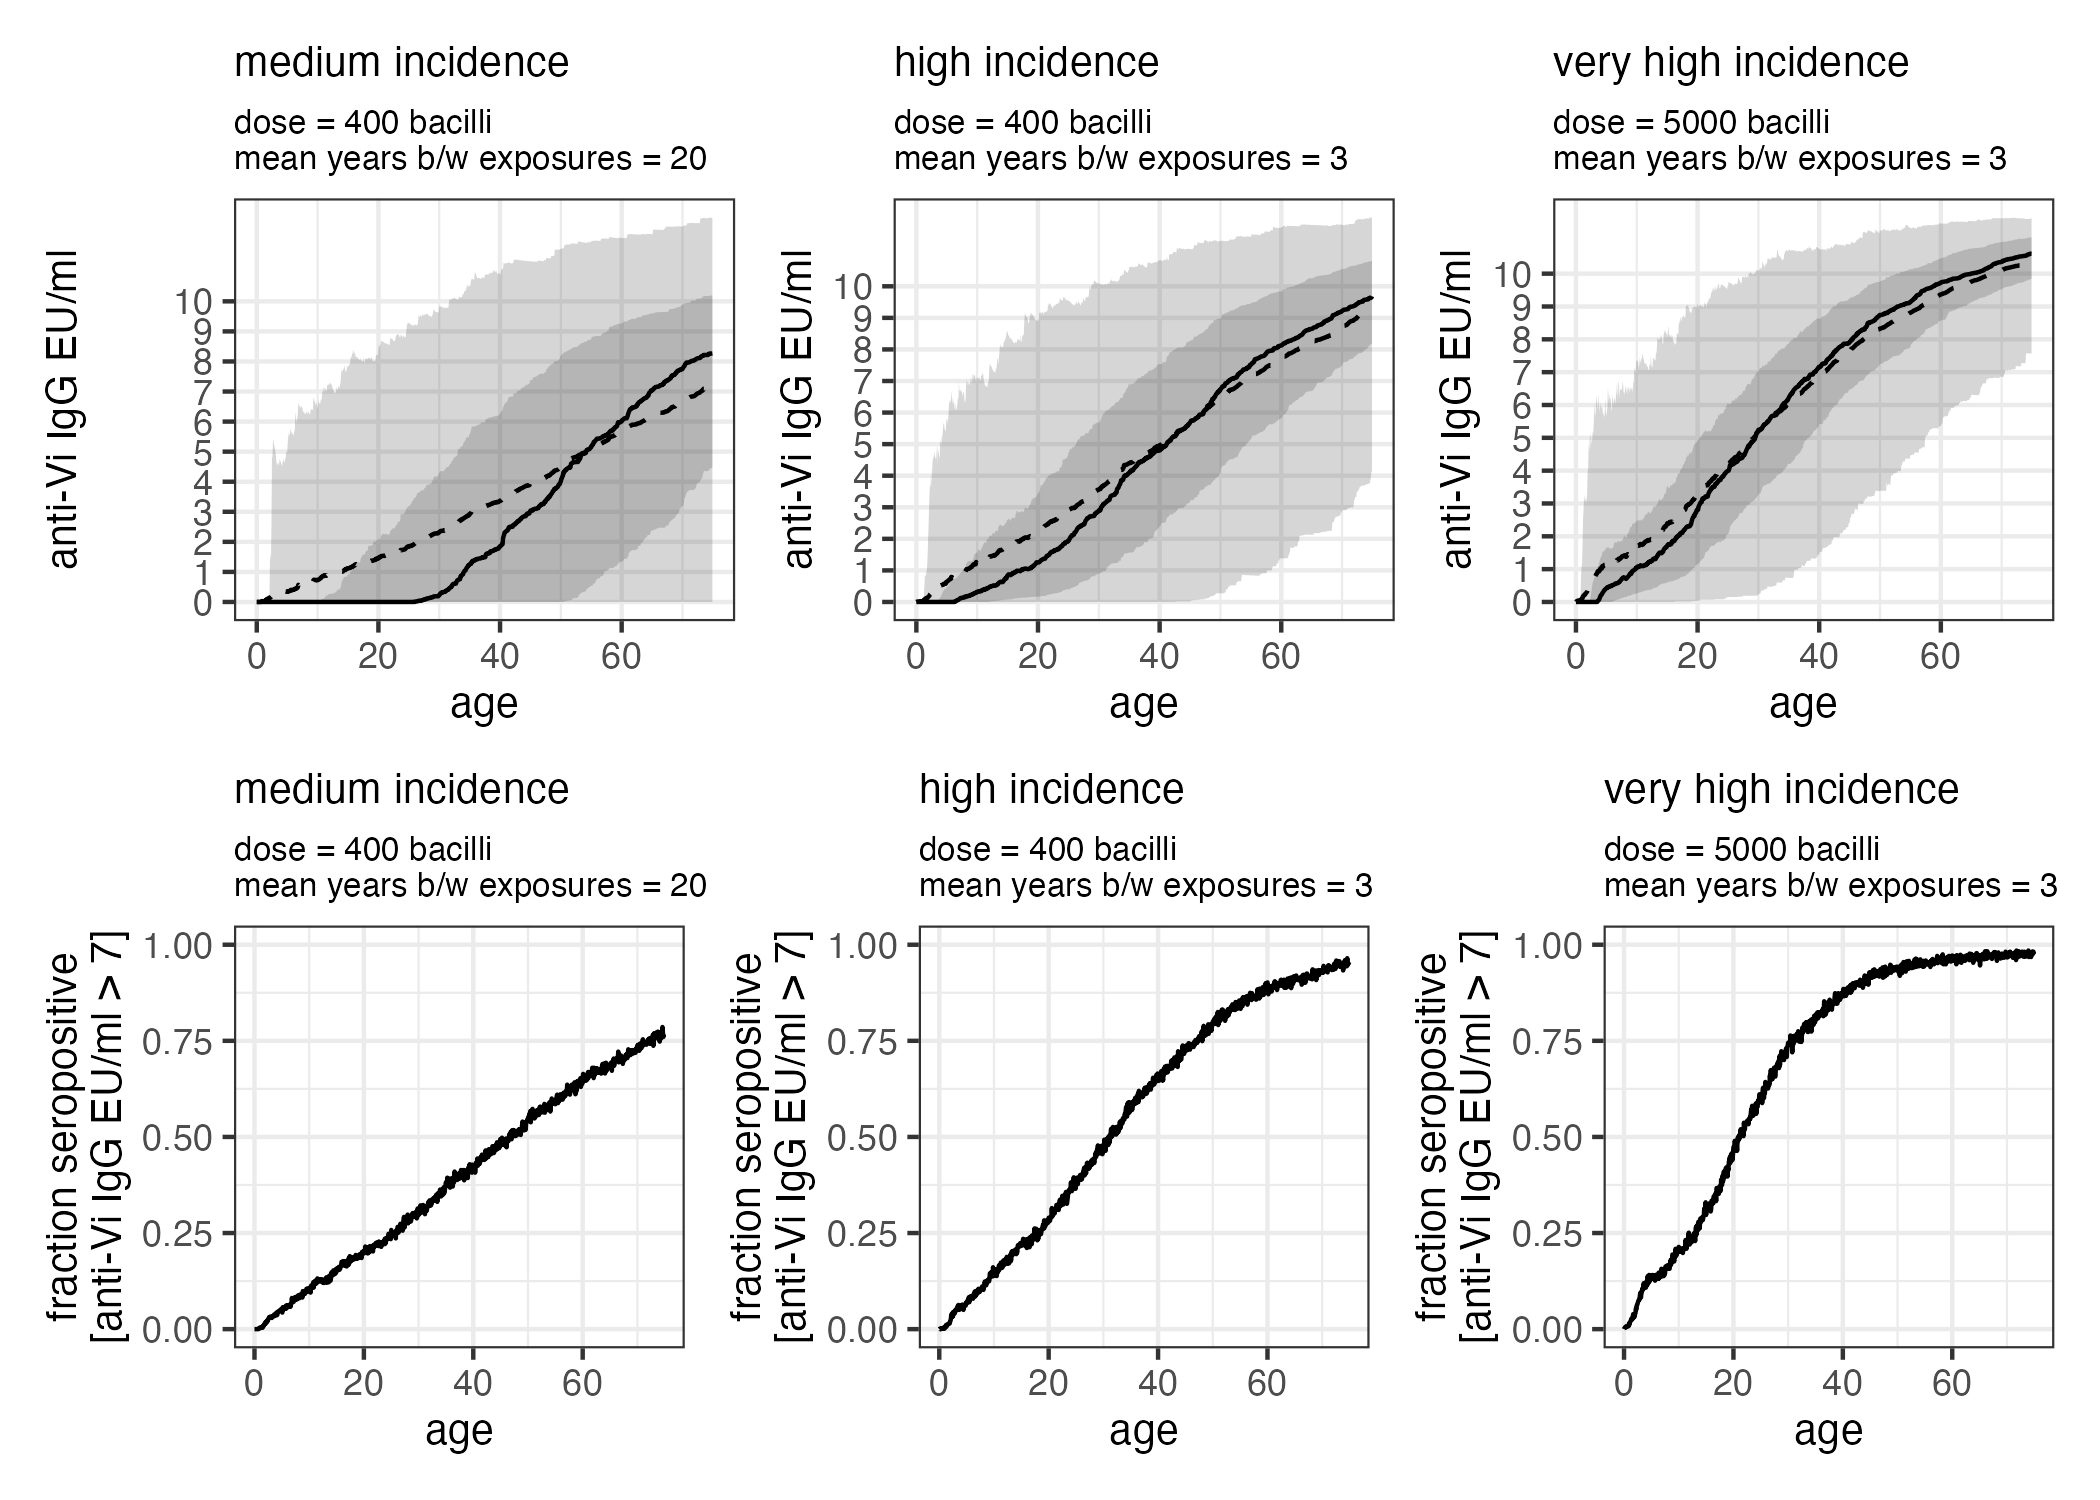 medium incidence
dose = 400 bacilli
mean years b/w exposures = 20
anti-Vi IgG EU/ml
10
9
8
7
6
5
4
3
2
1
0
0 20 40 60
age
high incidence
dose = 400 bacilli
mean years b/w exposures = 3
anti-Vi IgG EU/ml
10
9
8
7
6
5
4
3
2
1
0
0 20 40 60
age
very high incidence
dose = 5000 bacilli
mean years b/w exposures = 3
anti-Vi IgG EU/ml
10
9
8
7
6
5
4
3
2
1
0
0 20 40 60
age
medium incidence
dose = 400 bacilli
mean years b/w exposures = 20
fraction seropositive
[anti-Vi IgG EU/ml > 7]
1.00
0.75
0.50
0.25
0.00
0 20 40 60
age
high incidence
dose = 400 bacilli
mean years b/w exposures = 3
fraction seropositive
[anti-Vi IgG EU/ml > 7]
1.00
0.75
0.50
0.25
0.00
0 20 40 60
age
very high incidence
dose = 5000 bacilli
mean years b/w exposures = 3
fraction seropositive
[anti-Vi IgG EU/ml > 7]
1.00
0.75
0.50
0.25
0.00
0 20 40 60
age